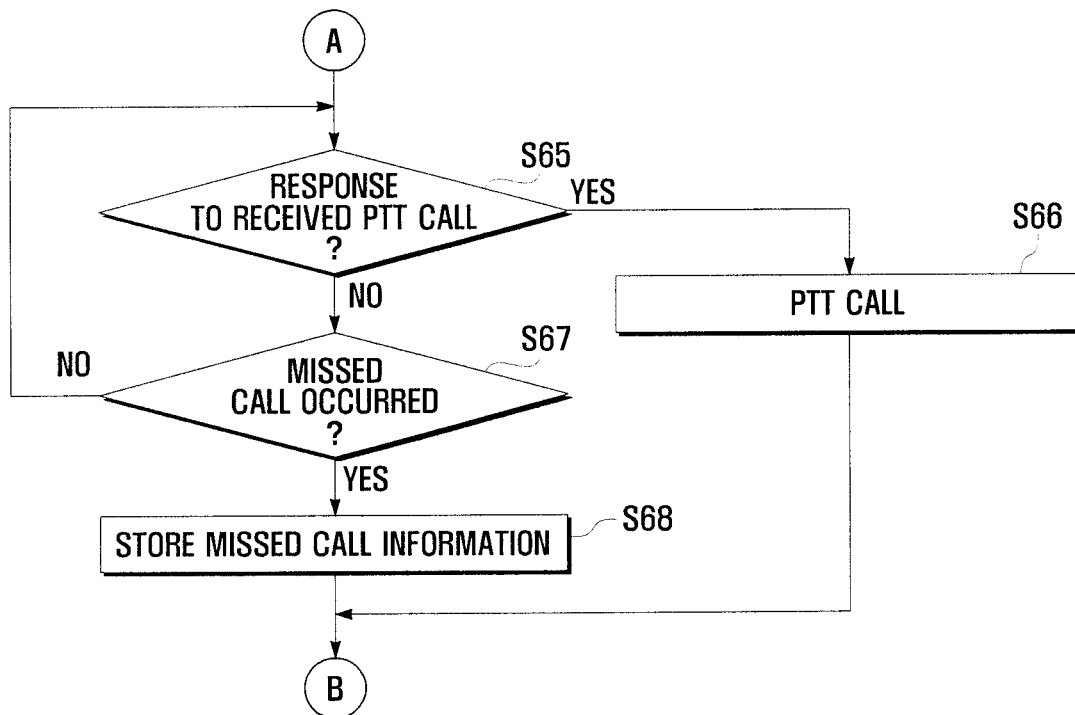 A
S65
RESPONSE
TO RECEIVED PTT CALL
?
YES
S66
PTT CALL
NO
S67
NO
MISSED
CALL OCCURRED
?
YES
S68
STORE MISSED CALL INFORMATION
B